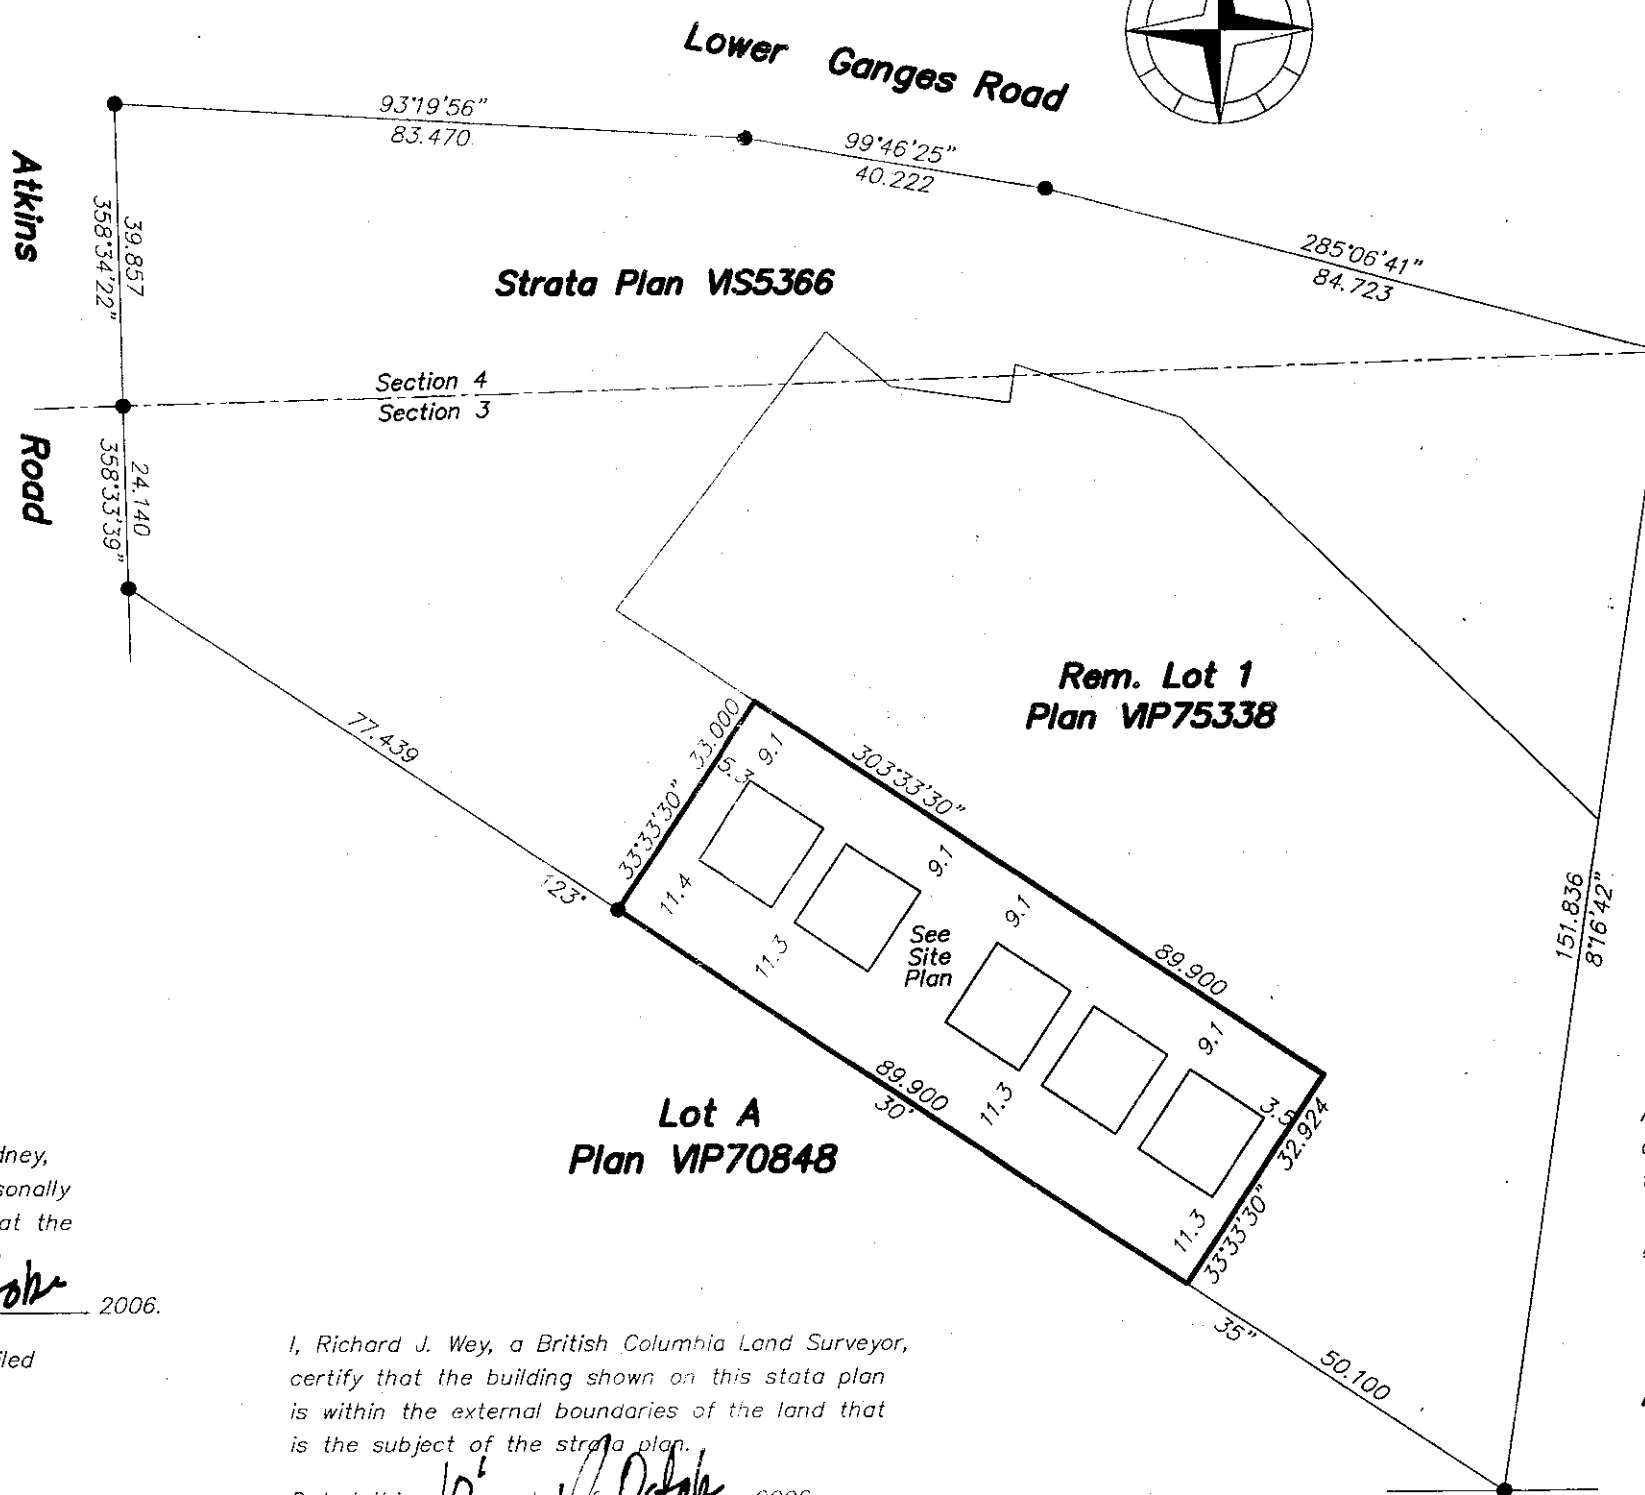 Lower Ganges Road
93°19'56"
83.470
99°46'25"
40.222
285°06'41"
84.723
Atkins
Road
39.857
358°34'22"
Strata Plan VIS5366
Section 4
Section 3
24.140
358°33'39"
Rem. Lot 1
Plan VIP75338
77.439
123°
33.000
33°33'30"
5.3
9.1
303°33'30"
9.1
9.1
11.4
11.3
See
Site
Plan
89.900
151.836
8°16'42"
9.1
11.3
89.900
30'
3.5
32.924
33°33'30"
11.3
Lot A
Plan VIP70848
35"
50.100
dney,
sonally
at the
2006.
iled
I, Richard J. Wey, a British Columbia Land Surveyor,
certify that the building shown on this stata plan
is within the external boundaries of the land that
is the subject of the strata plan.